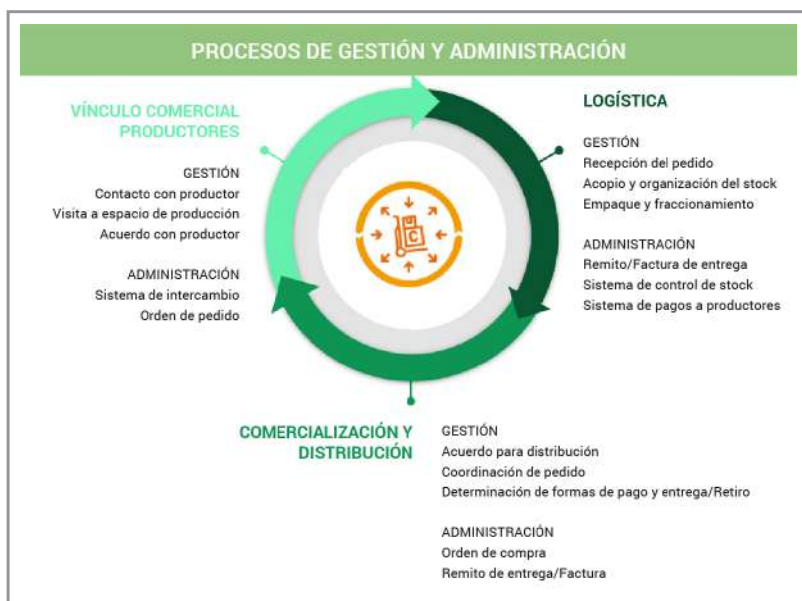 PROCESOS DE GESTIÓN Y ADMINISTRACIÓN
VÍNCULO COMERCIAL
PRODUCTORES
GESTIÓN
Contacto con productor
Visita a espacio de producción
Acuerdo con productor
ADMINISTRACIÓN
Sistema de intercambio
Orden de pedido
LOGÍSTICA
GESTIÓN
Recepción del pedido
Acopio y organización del stock
Empaque y fraccionamiento
ADMINISTRACIÓN
Remito/Factura de entrega
Sistema de control de stock
Sistema de pagos a productores
C
COMERCIALIZACIÓN Y
DISTRIBUCIÓN
GESTIÓN
Acuerdo para distribución
Coordinación de pedido
Determinación de formas de pago y entrega/Retiro
ADMINISTRACIÓN
Orden de compra
Remito de entrega/Factura